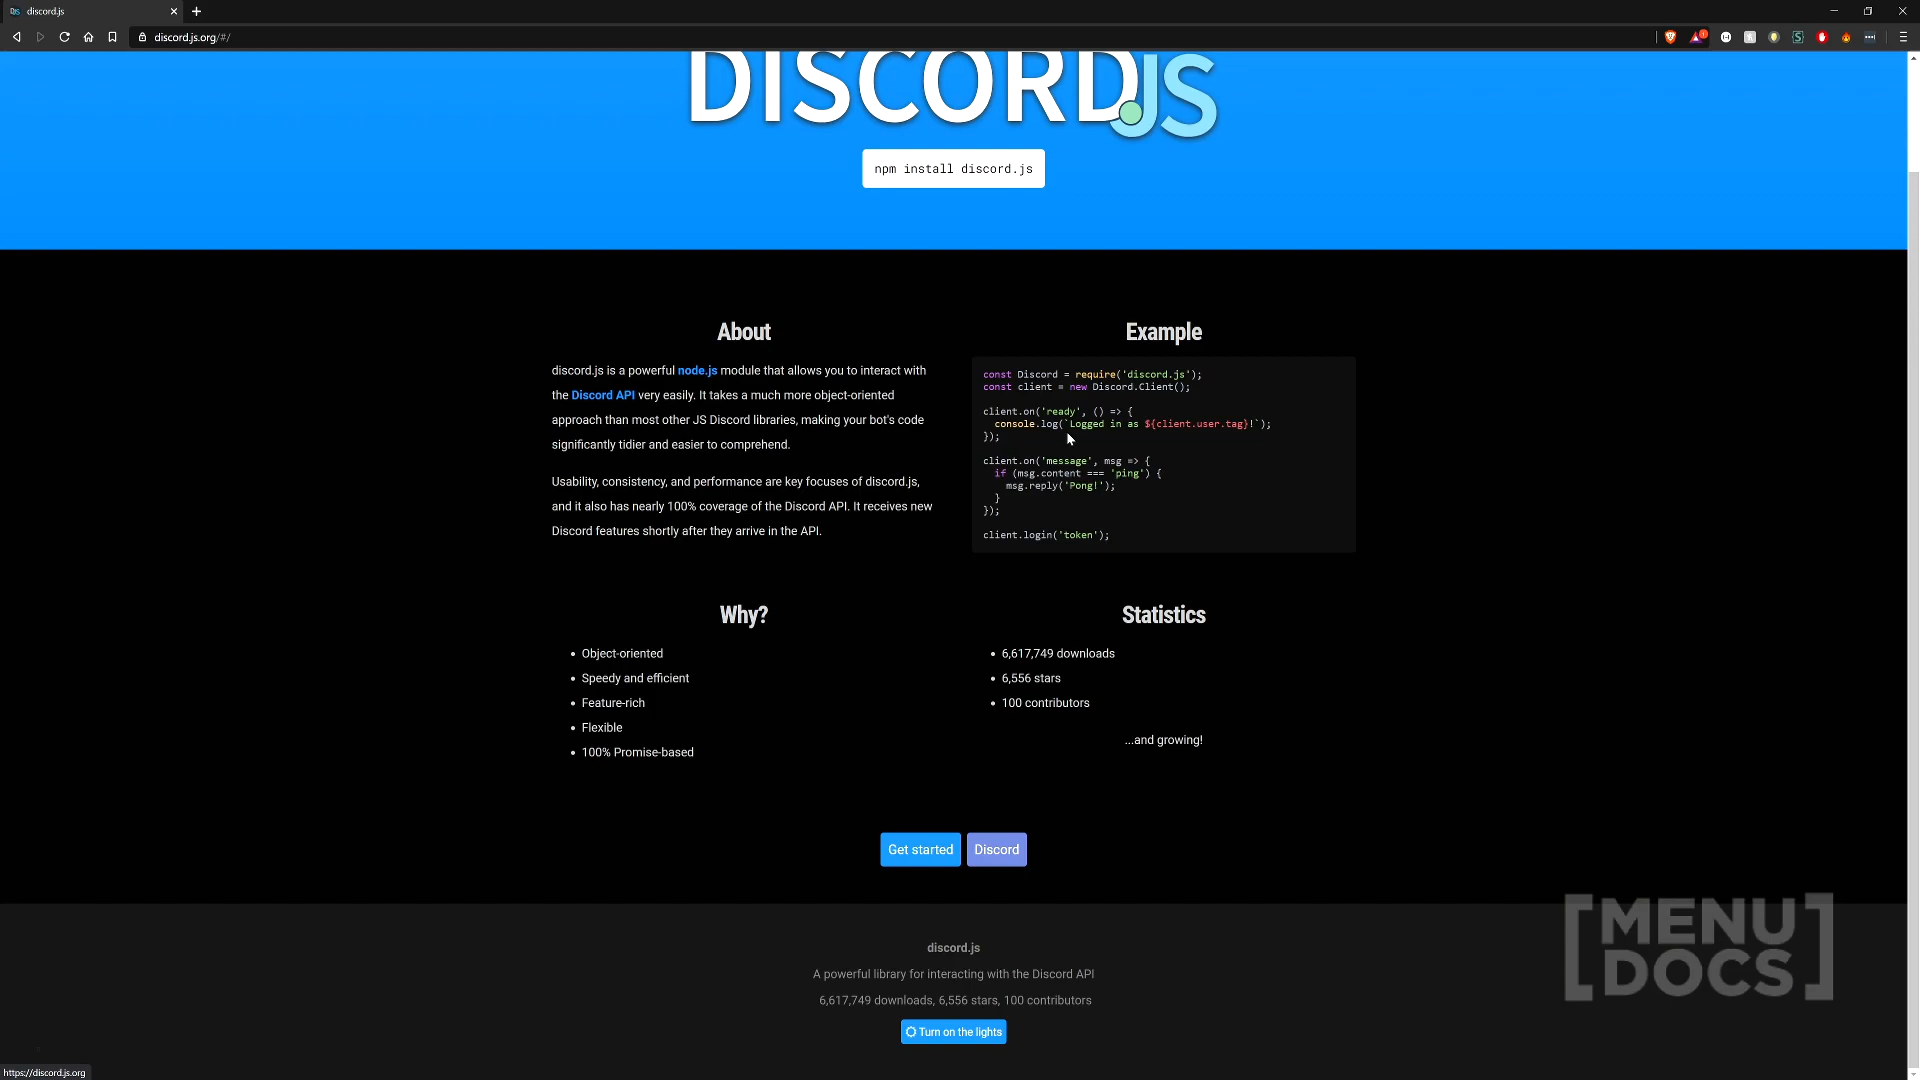 discord.js
discord.js.org/#/
DISCORD.JS
npm install discord.js
About
discord.js is a powerful node.js module that allows you to interact with
the Discord API very easily. It takes a much more object-oriented
approach than most other JS Discord libraries, making your bot's code
significantly tidier and easier to comprehend.
Usability, consistency, and performance are key focuses of discord.js,
and it also has nearly 100% coverage of the Discord API. It receives new
Discord features shortly after they arrive in the API.
Example
const Discord = require('discord.js');
const client = new Discord.Client();
client.on('ready', () => {
  console.log(`Logged in as ${client.user.tag}!`);
});
client.on('message', msg => {
  if (msg.content === 'ping') {
    msg.reply('Pong!');
  }
});
client.login('token');
Why?
• Object-oriented
• Speedy and efficient
• Feature-rich
• Flexible
• 100% Promise-based
Statistics
• 6,617,749 downloads
• 6,556 stars
• 100 contributors
...and growing!
Get started
Discord
discord.js
A powerful library for interacting with the Discord API
6,617,749 downloads, 6,556 stars, 100 contributors
Turn on the lights
[MENU
DOCS]
https://discord.js.org